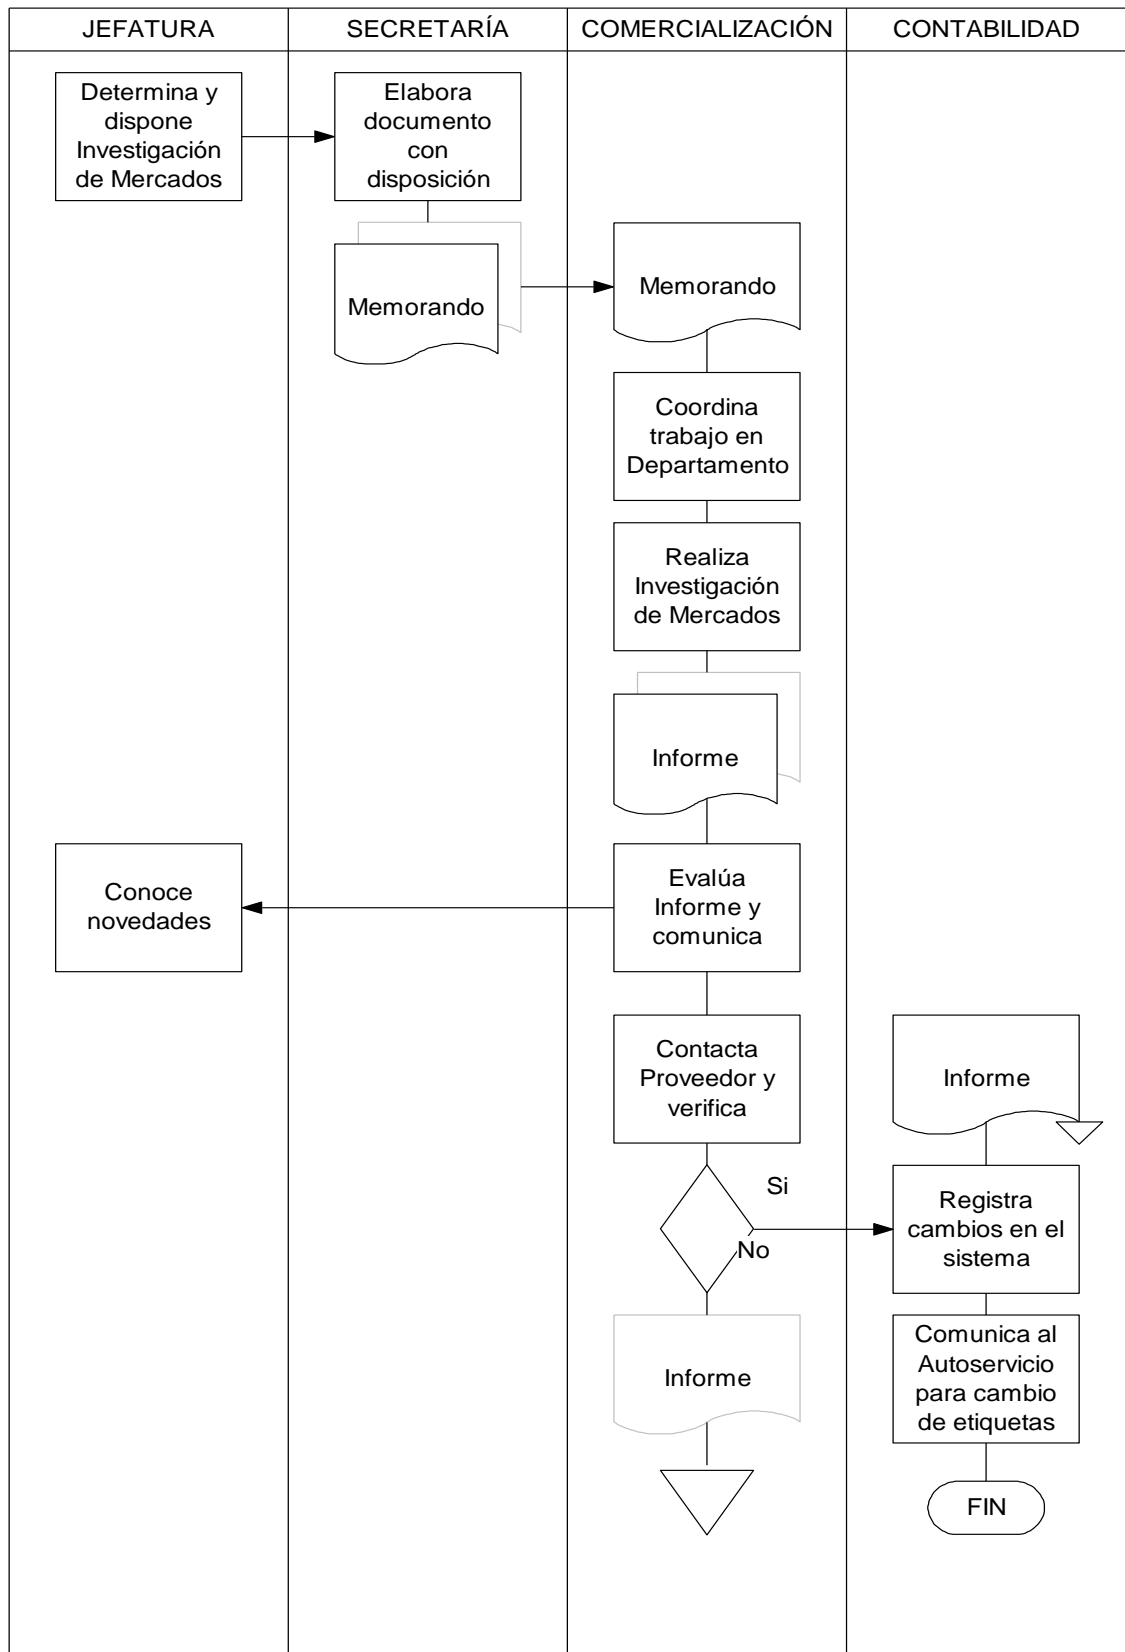 JEFATURA
SECRETARÍA
COMERCIALIZACIÓN
CONTABILIDAD
Determina y
dispone
Investigación
de Mercados
Elabora
documento
con
disposición
Memorando
Memorando
Coordina
trabajo en
Departamento
Realiza
Investigación
de Mercados
Informe
Conoce
novedades
Evalúa
Informe y
comunica
Contacta
Proveedor y
verifica
Informe
Si
No
Registra
cambios en el
sistema
Informe
Comunica al
Autoservicio
para cambio
de etiquetas
FIN